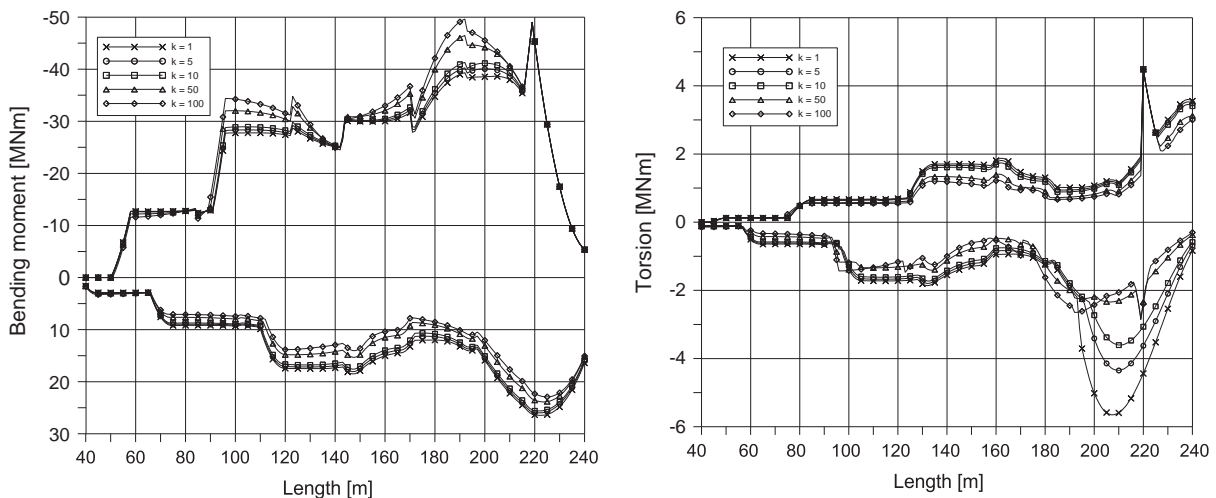 -50
-40
-30
-20
-10
0
10
20
30
Bending moment [MNm]
k = 1
k = 5
k = 10
k = 50
k = 100
40 60 80 100 120 140 160 180 200 220 240
Length [m]
6
4
2
0
-2
-4
-6
Torsion [MNm]
k = 1
k = 5
k = 10
k = 50
k = 100
40 60 80 100 120 140 160 180 200 220 240
Length [m]